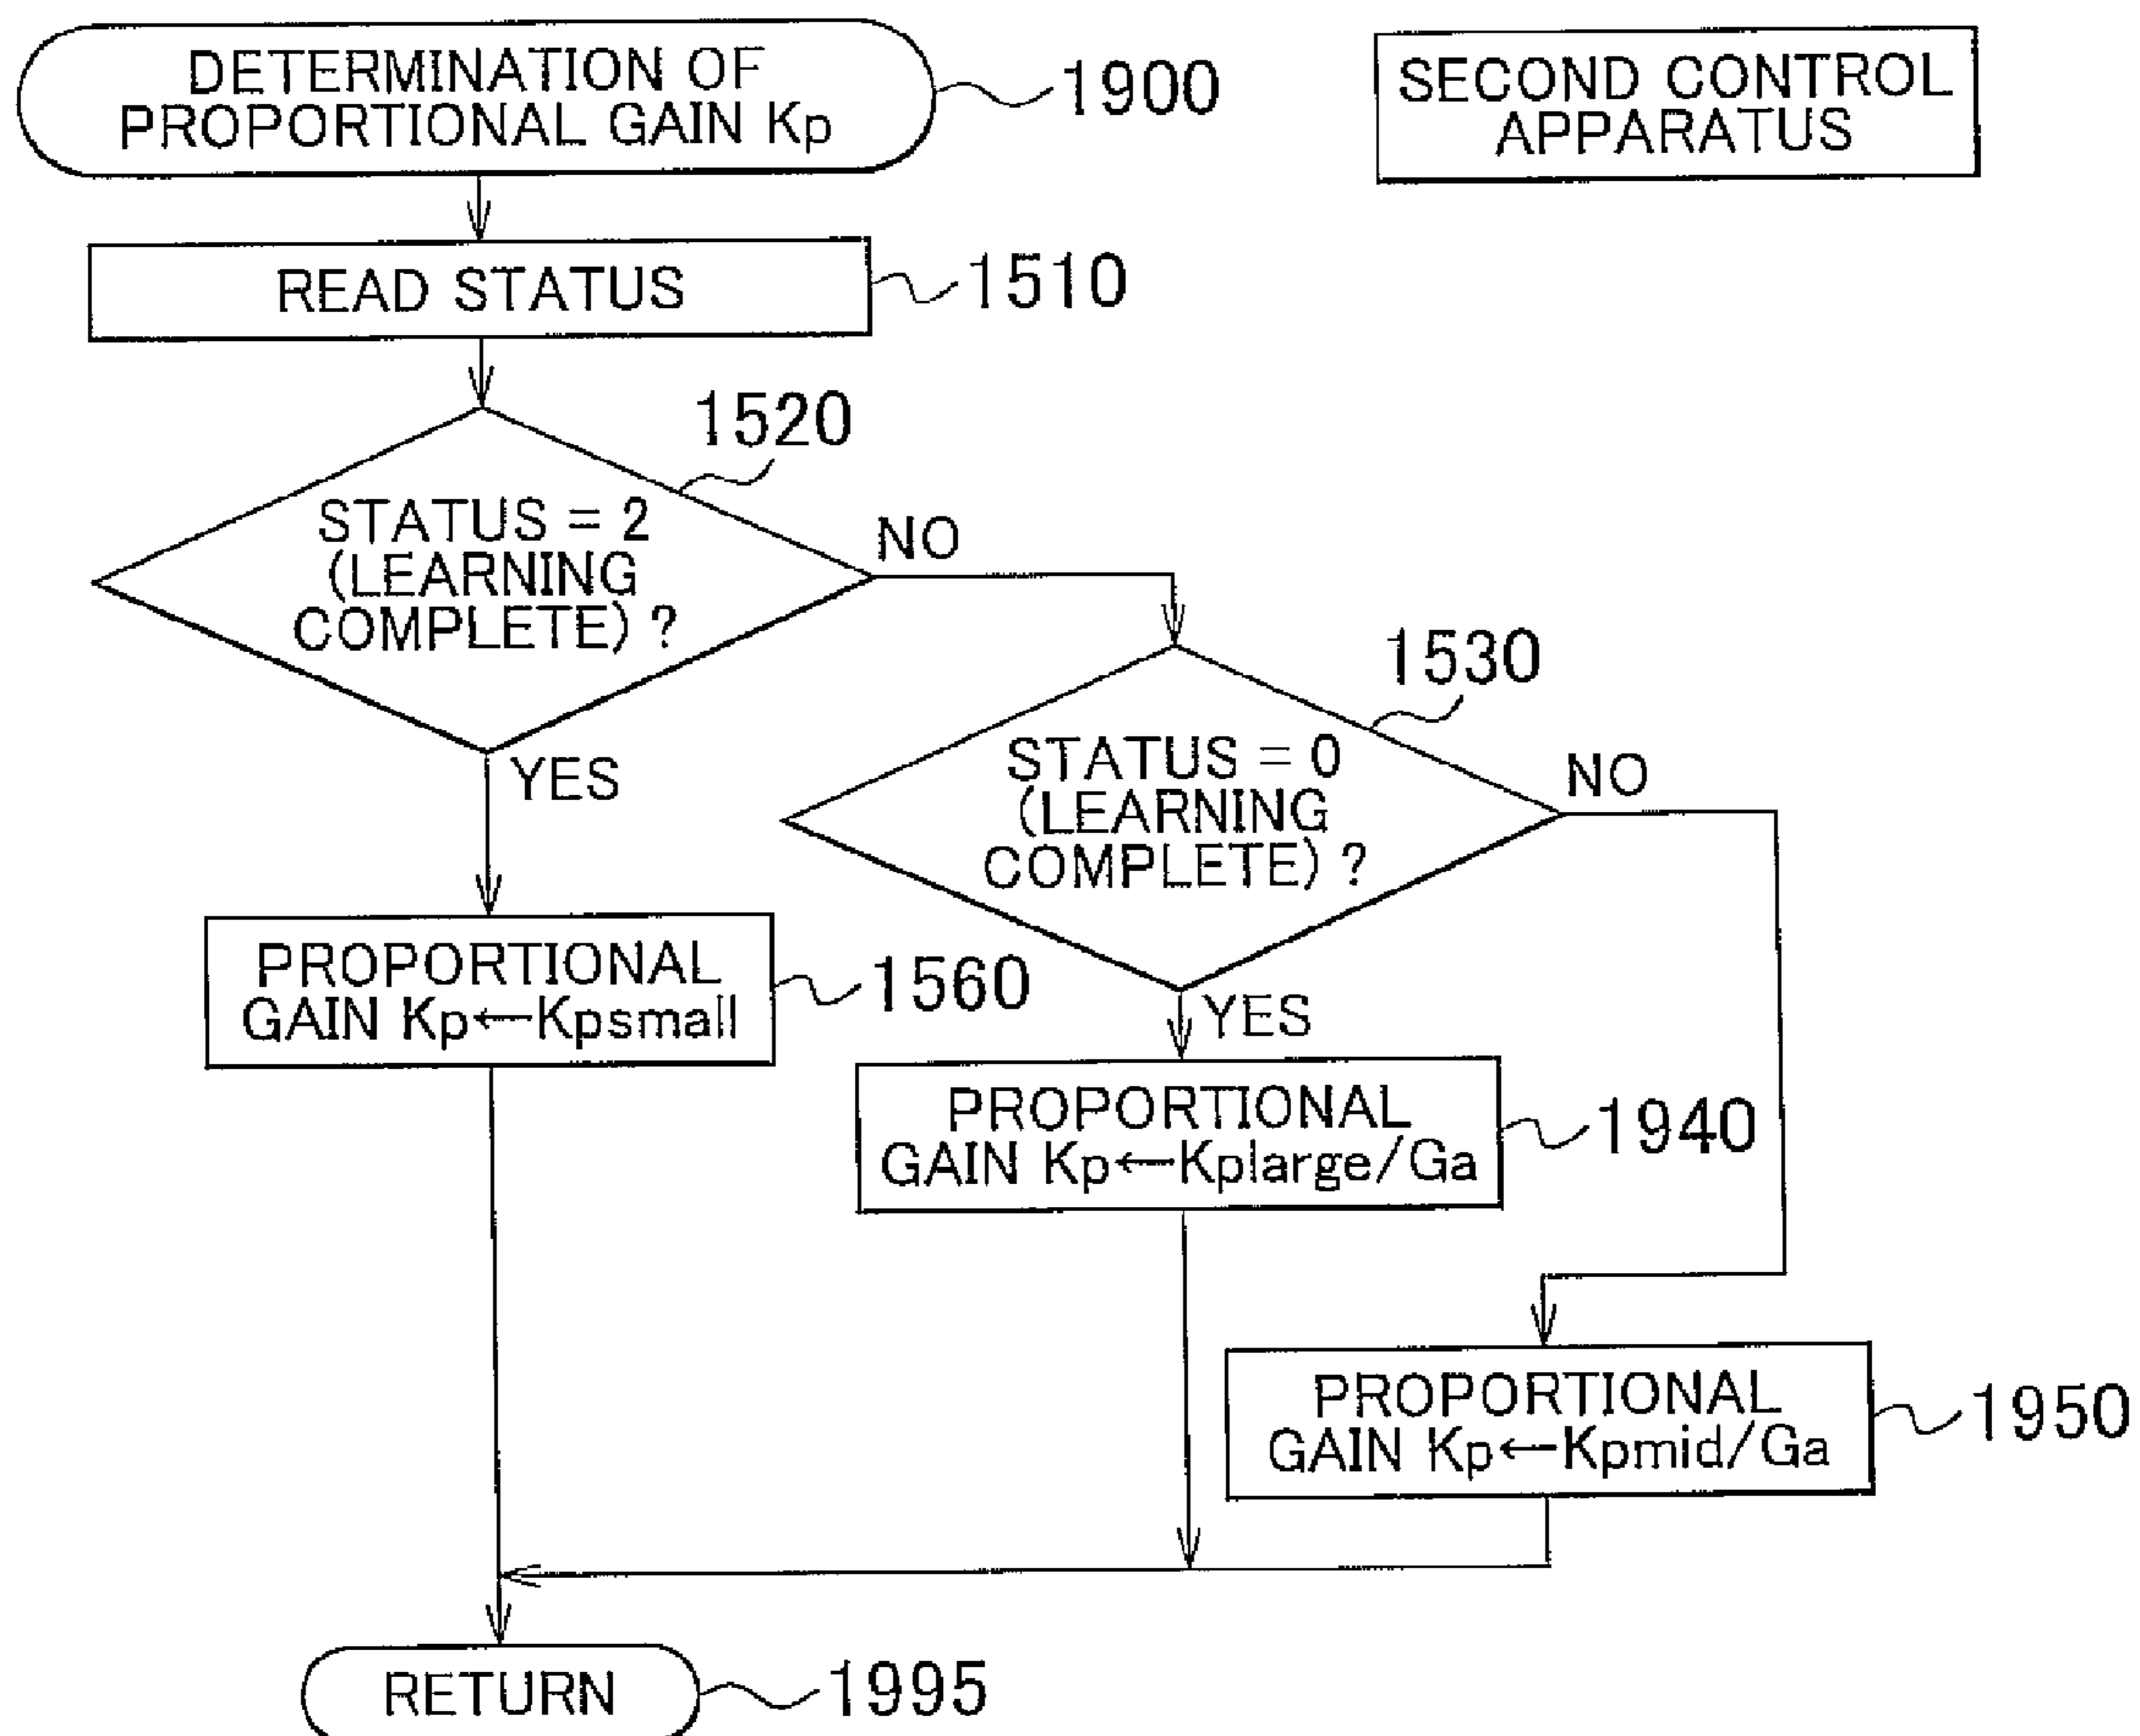 DETERMINATION OF
PROPORTIONAL GAIN Kp
1900
SECOND CONTROL
APPARATUS
READ STATUS
1510
1520
STATUS = 2
(LEARNING
COMPLETE) ?
NO
YES
1530
STATUS = 0
(LEARNING
COMPLETE) ?
NO
YES
PROPORTIONAL
GAIN Kp←Kpsmall
1560
PROPORTIONAL
GAIN Kp←Kplarge/Ga
1940
PROPORTIONAL
GAIN Kp←Kpmid/Ga
1950
RETURN
1995